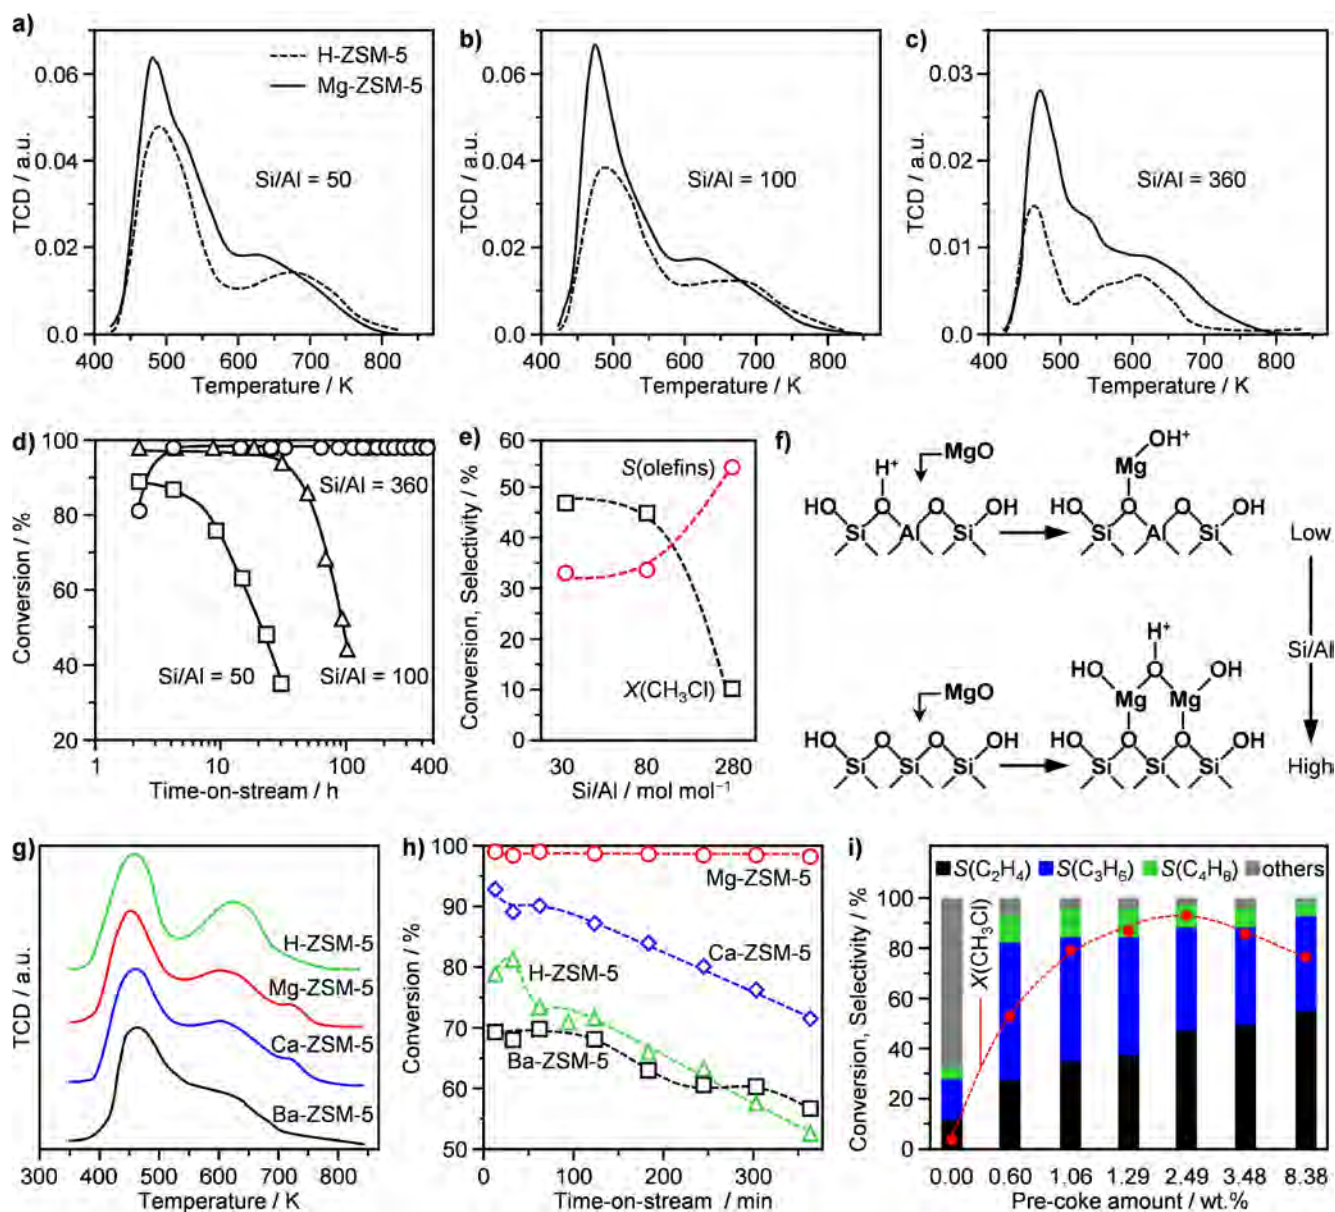 a)
0.06
0.04
0.02
0.0
TCD / a.u.
H-ZSM-5
Mg-ZSM-5
Si/Al = 50
400 500 600 700 800
Temperature / K
b)
0.06
0.04
0.02
0.0
TCD / a.u.
Si/Al = 100
400 500 600 700 800
Temperature / K
c)
0.03
0.02
0.01
0.0
TCD / a.u.
Si/Al = 360
400 500 600 700 800
Temperature / K
d)
100
80
60
40
20
Conversion / %
Si/Al = 360
Si/Al = 50
Si/Al = 100
1 10 100 400
Time-on-stream / h
e)
60
50
40
30
20
10
0
Conversion, Selectivity / %
S(olefins)
X(CH₃Cl)
30 80 280
Si/Al / mol mol⁻¹
f)
H⁺ MgO
HO O O OH
Si Al Si
OH⁺
Mg
HO O O OH
Si Al Si
Low
Si/Al
High
MgO
HO O O OH
Si Si Si
H⁺
HO O OH
Mg Mg
HO O O OH
Si Si Si
g)
TCD / a.u.
H-ZSM-5
Mg-ZSM-5
Ca-ZSM-5
Ba-ZSM-5
300 400 500 600 700 800
Temperature / K
h)
100
90
80
70
60
50
Conversion / %
Mg-ZSM-5
Ca-ZSM-5
H-ZSM-5
Ba-ZSM-5
0 100 200 300
Time-on-stream / min
i)
S(C₂H₄) S(C₃H₆) S(C₄H₈) others
100
80
60
40
20
0
Conversion, Selectivity / %
X(CH₃Cl)
0.00 0.60 1.06 1.29 2.49 3.48 8.38
Pre-coke amount / wt.%